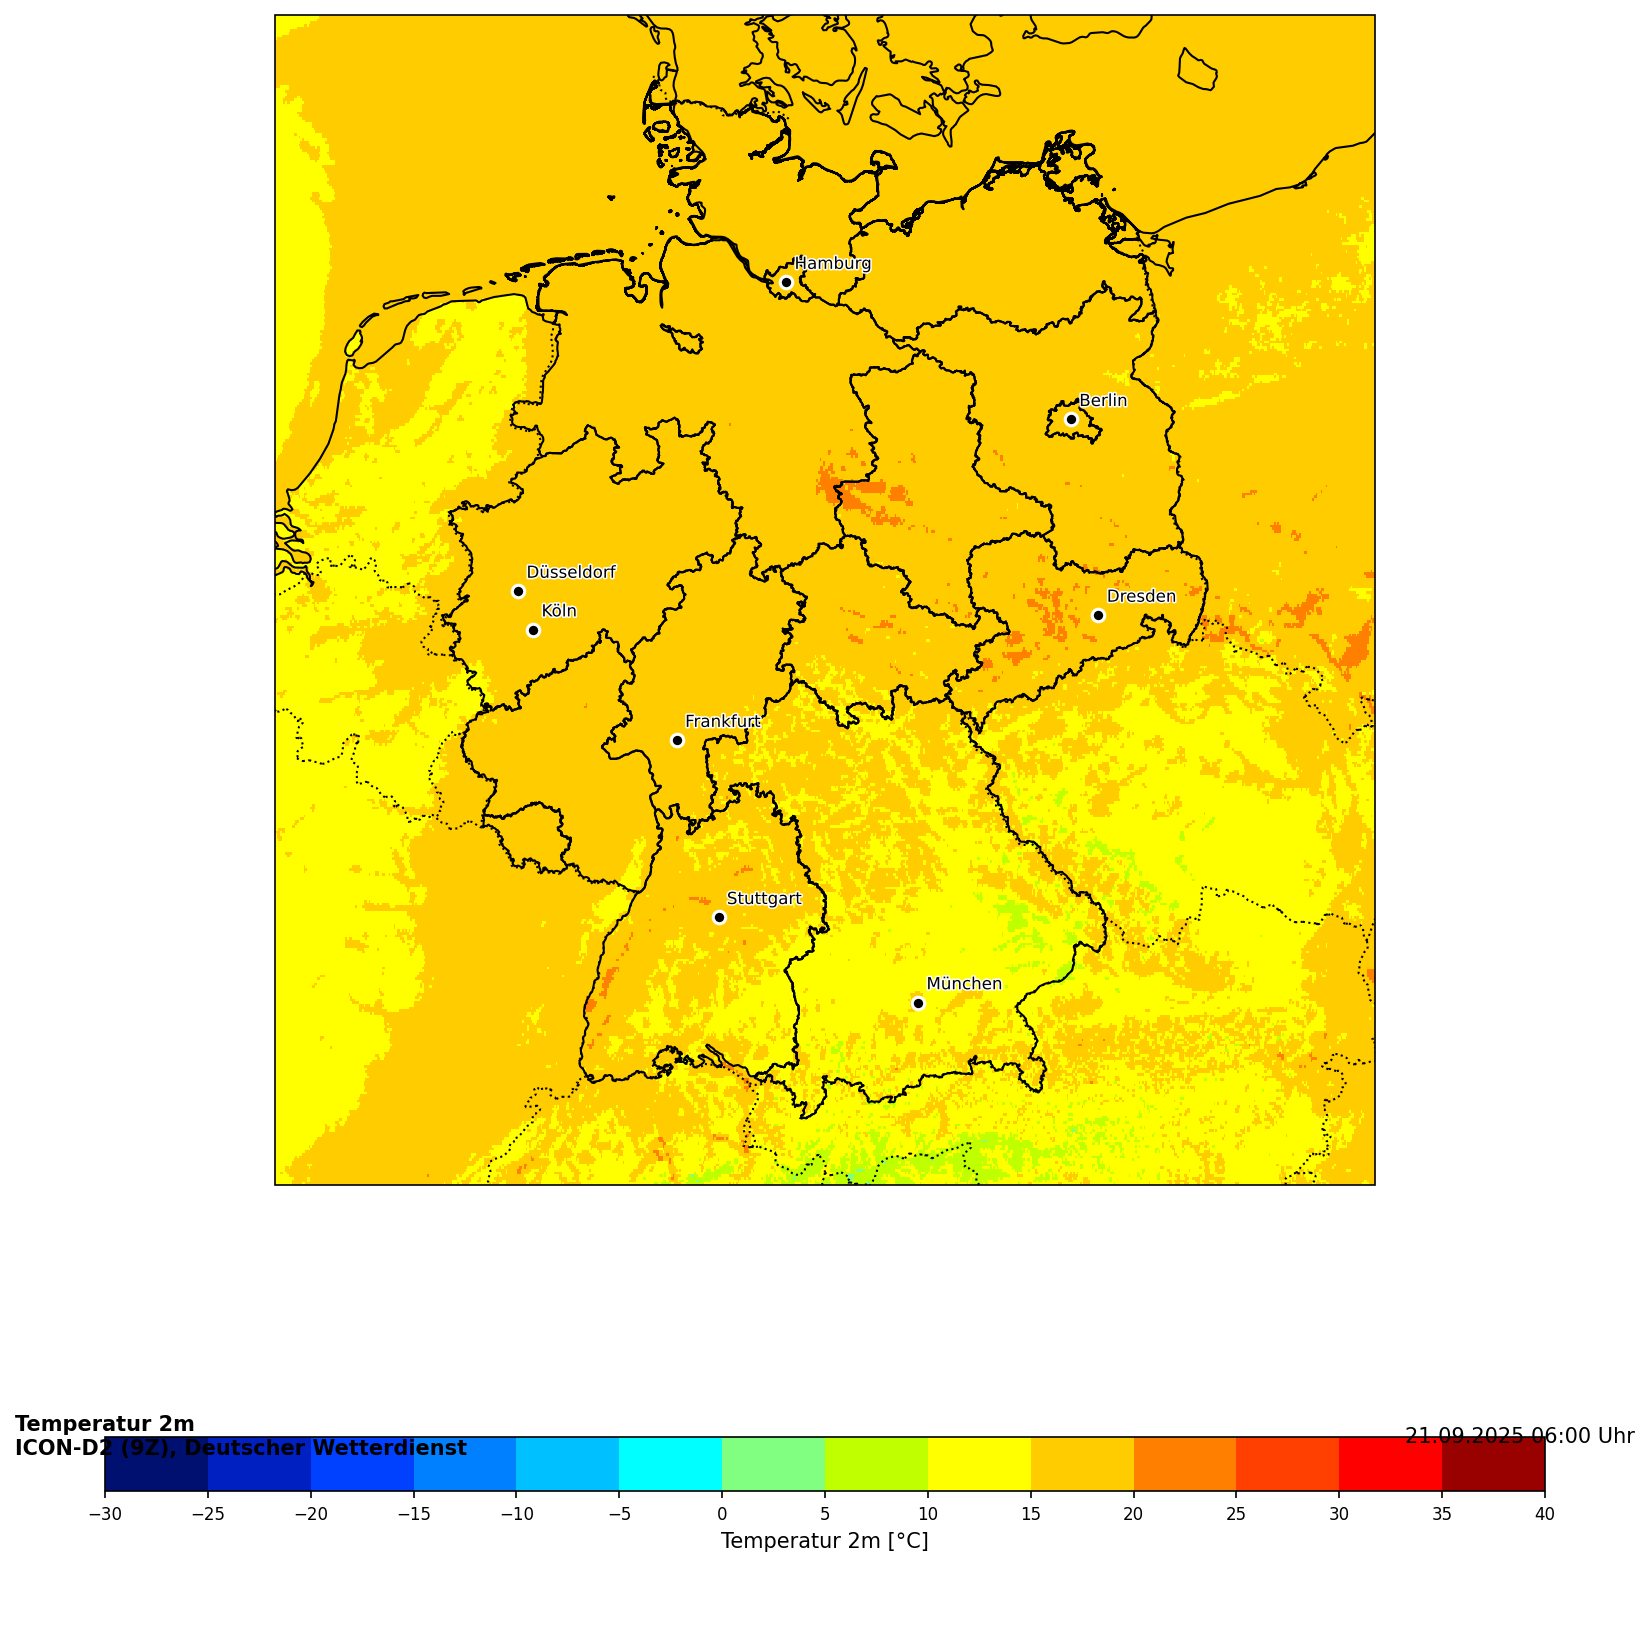 Hamburg
Berlin
Düsseldorf
Dresden
Köln
Frankfurt
Stuttgart
München
Temperatur 2m
ICON-D2 (9Z), Deutscher Wetterdienst
21.09.2025 06:00 Uhr
−30 −25 −20 −15 −10 −5 0 5 10 15 20 25 30 35 40
Temperatur 2m [°C]